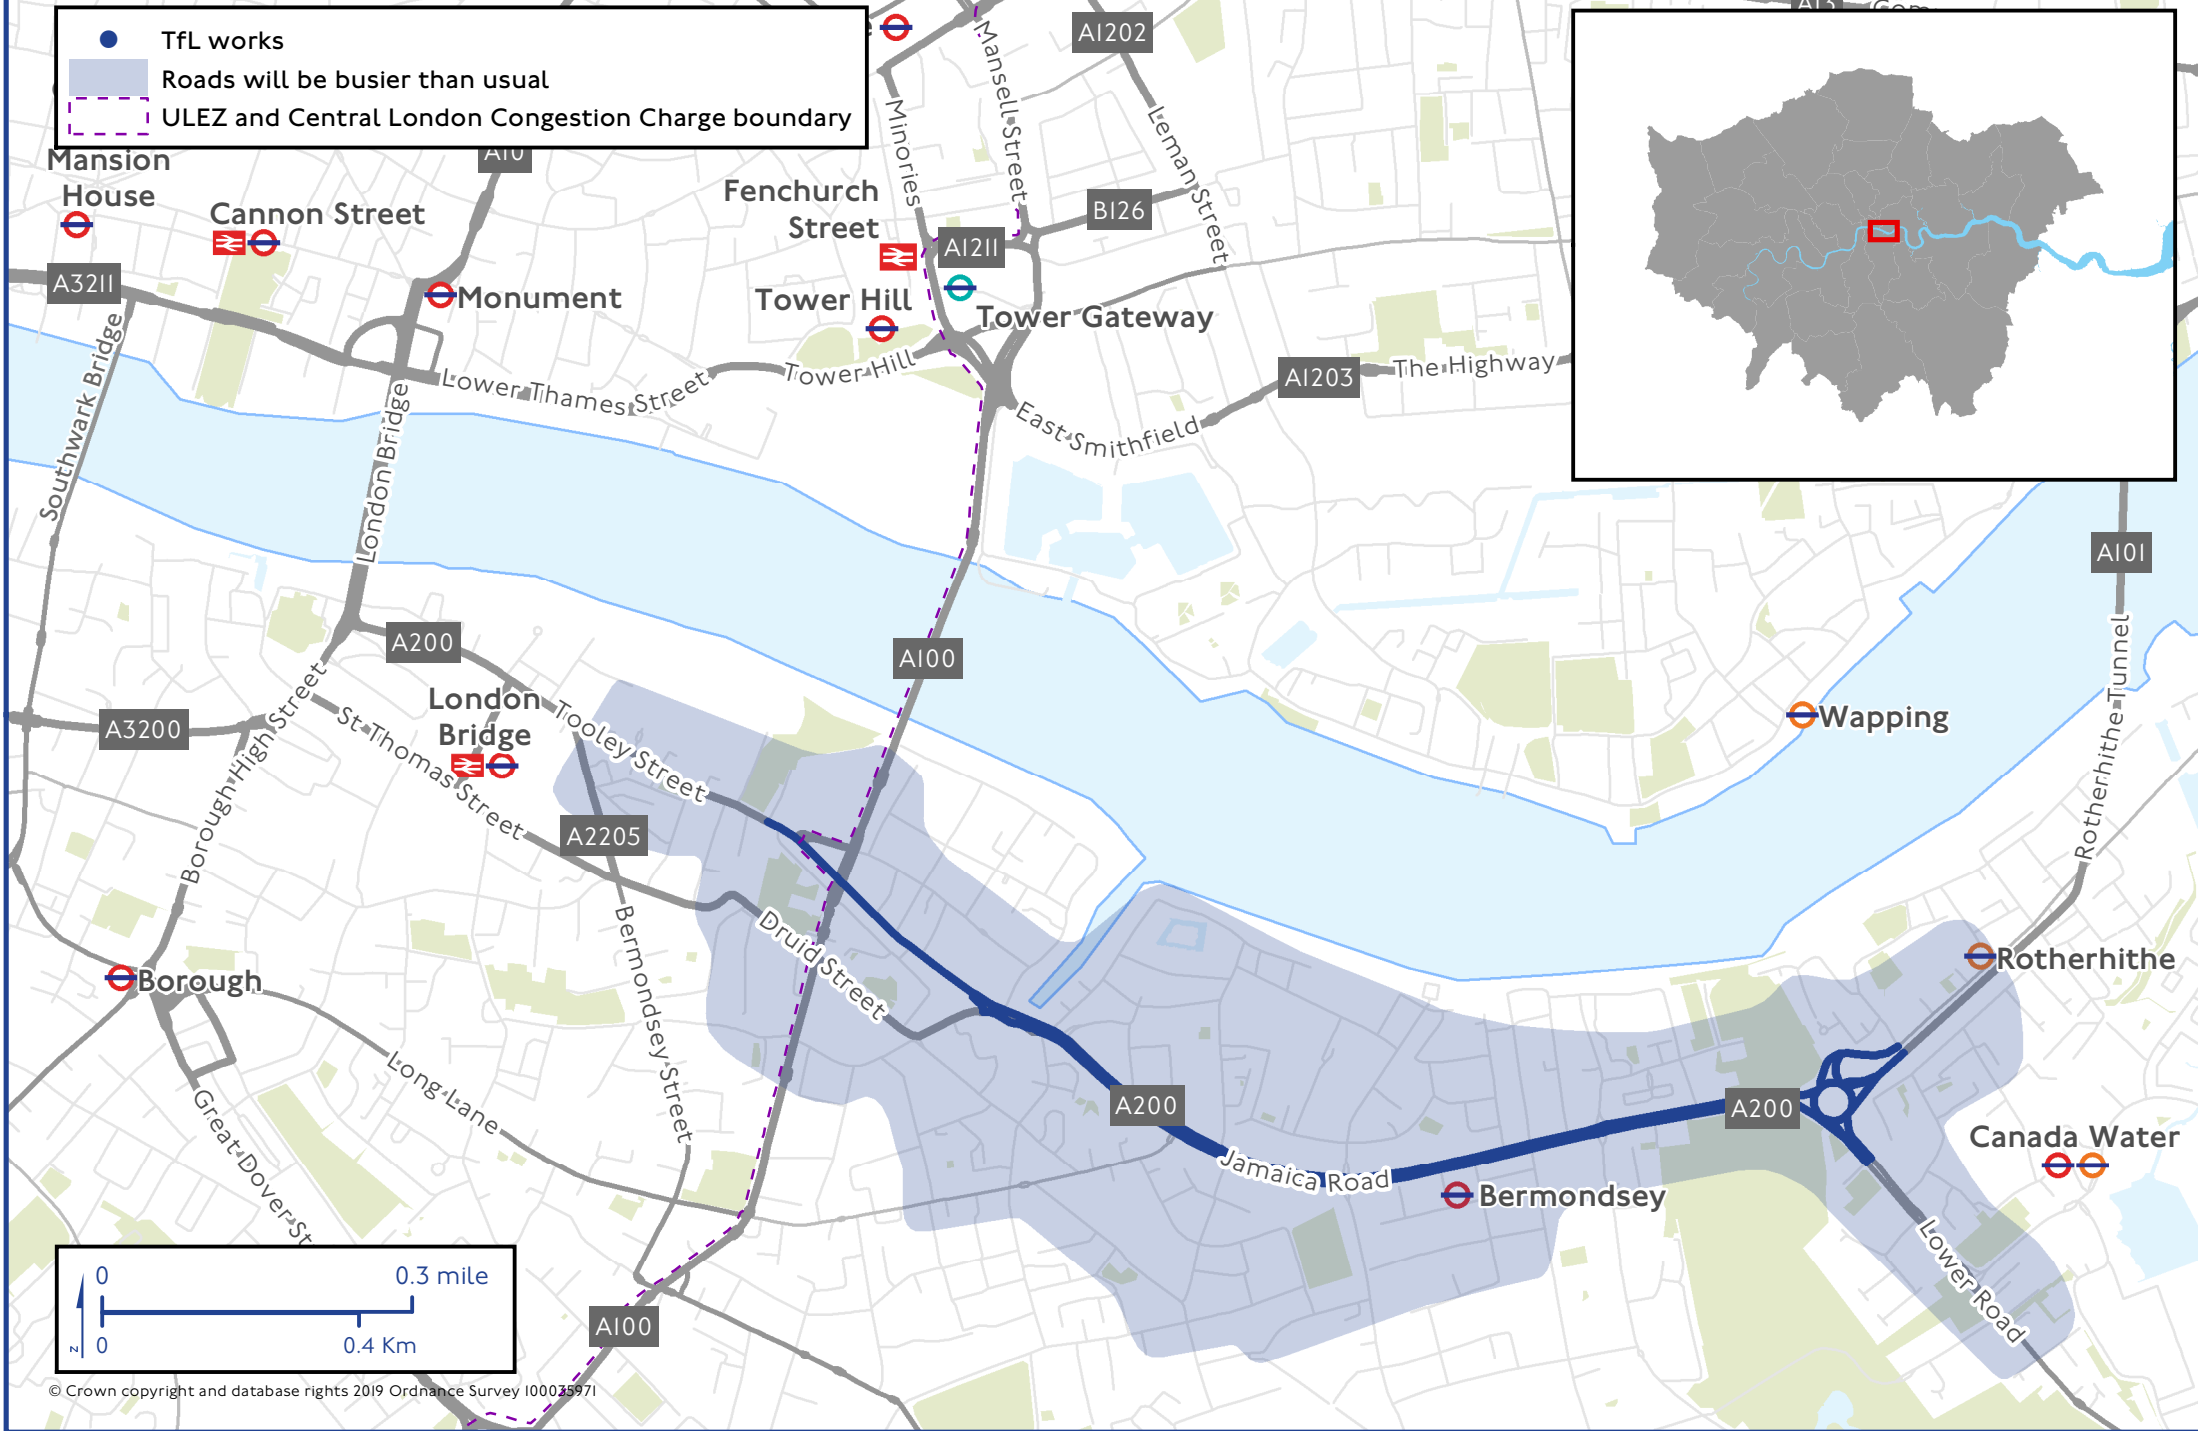 TfL works
Roads will be busier than usual
ULEZ and Central London Congestion Charge boundary
A13
A1202
Mansell Street
Minories
Leman Street
A10
Mansion
House
Cannon Street
Fenchurch
Street
B126
A1211
A3211
Monument
Tower Hill
Tower Gateway
Lower Thames Street
Tower Hill
A1203
The Highway
East Smithfield
Southwark Bridge
London Bridge
A101
A200
A100
London
Bridge
Tooley Street
A3200
St Thomas Street
Borough High Street
Wapping
Rotherhithe Tunnel
A2205
Bermondsey Street
Druid Street
Borough
Rotherhithe
Long Lane
A200
A200
Great Dover St
Jamaica Road
Bermondsey
Canada Water
Lower Road
0
0.3 mile
0
0.4 Km
N
A100
© Crown copyright and database rights 2019 Ordnance Survey 100035971